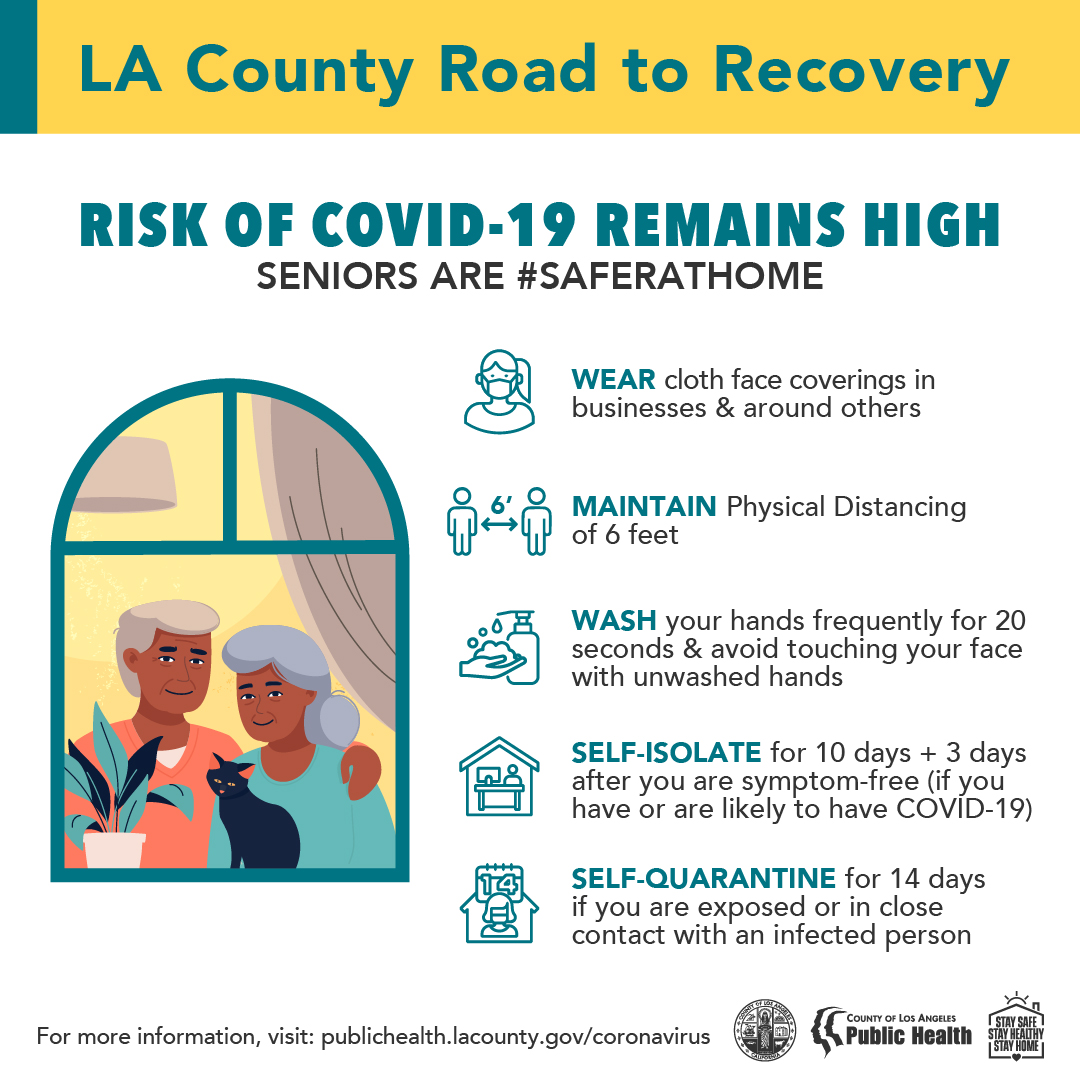 LA County Road to Recovery
RISK OF COVID-19 REMAINS HIGH
SENIORS ARE #SAFERATHOME
WEAR cloth face coverings in
businesses & around others
6'
MAINTAIN Physical Distancing
of 6 feet
WASH your hands frequently for 20
seconds & avoid touching your face
with unwashed hands
SELF-ISOLATE for 10 days + 3 days
after you are symptom-free (if you
have or are likely to have COVID-19)
14
SELF-QUARANTINE for 14 days
if you are exposed or in close
contact with an infected person
For more information, visit: publichealth.lacounty.gov/coronavirus
COUNTY OF LOS ANGELES
CALIFORNIA
COUNTY OF LOS ANGELES
Public Health
STAY SAFE
STAY HEALTHY
STAY HOME